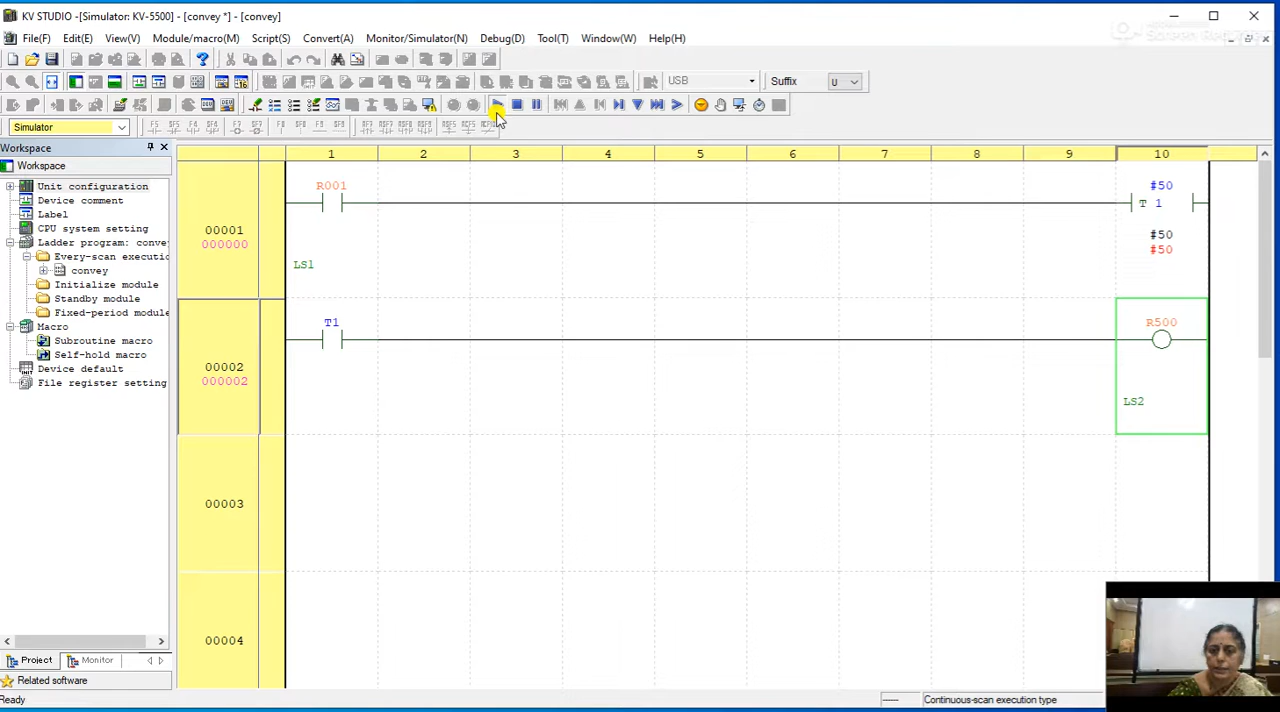 KV STUDIO -[Simulator: KV-5500] - [convey *] - [convey]
File(F) Edit(E) View(V) Module/macro(M) Script(S) Convert(A) Monitor/Simulator(N) Debug(D) Tool(T) Window(W) Help(H)
USB Suffix U
Simulator
Workspace
Workspace
Unit configuration
Device comment
Label
CPU system setting
Ladder program: convey
Every-scan executio
convey
Initialize module
Standby module
Fixed-period module
Macro
Subroutine macro
Self-hold macro
Device default
File register setting
Project Monitor
Related software
Ready
1 2 3 4 5 6 7 8 9 10
R001 #50
T 1
00001 #50
000000 #50
LS1
T1 R500
00002
000002
LS2
00003
00004
Continuous-scan execution type